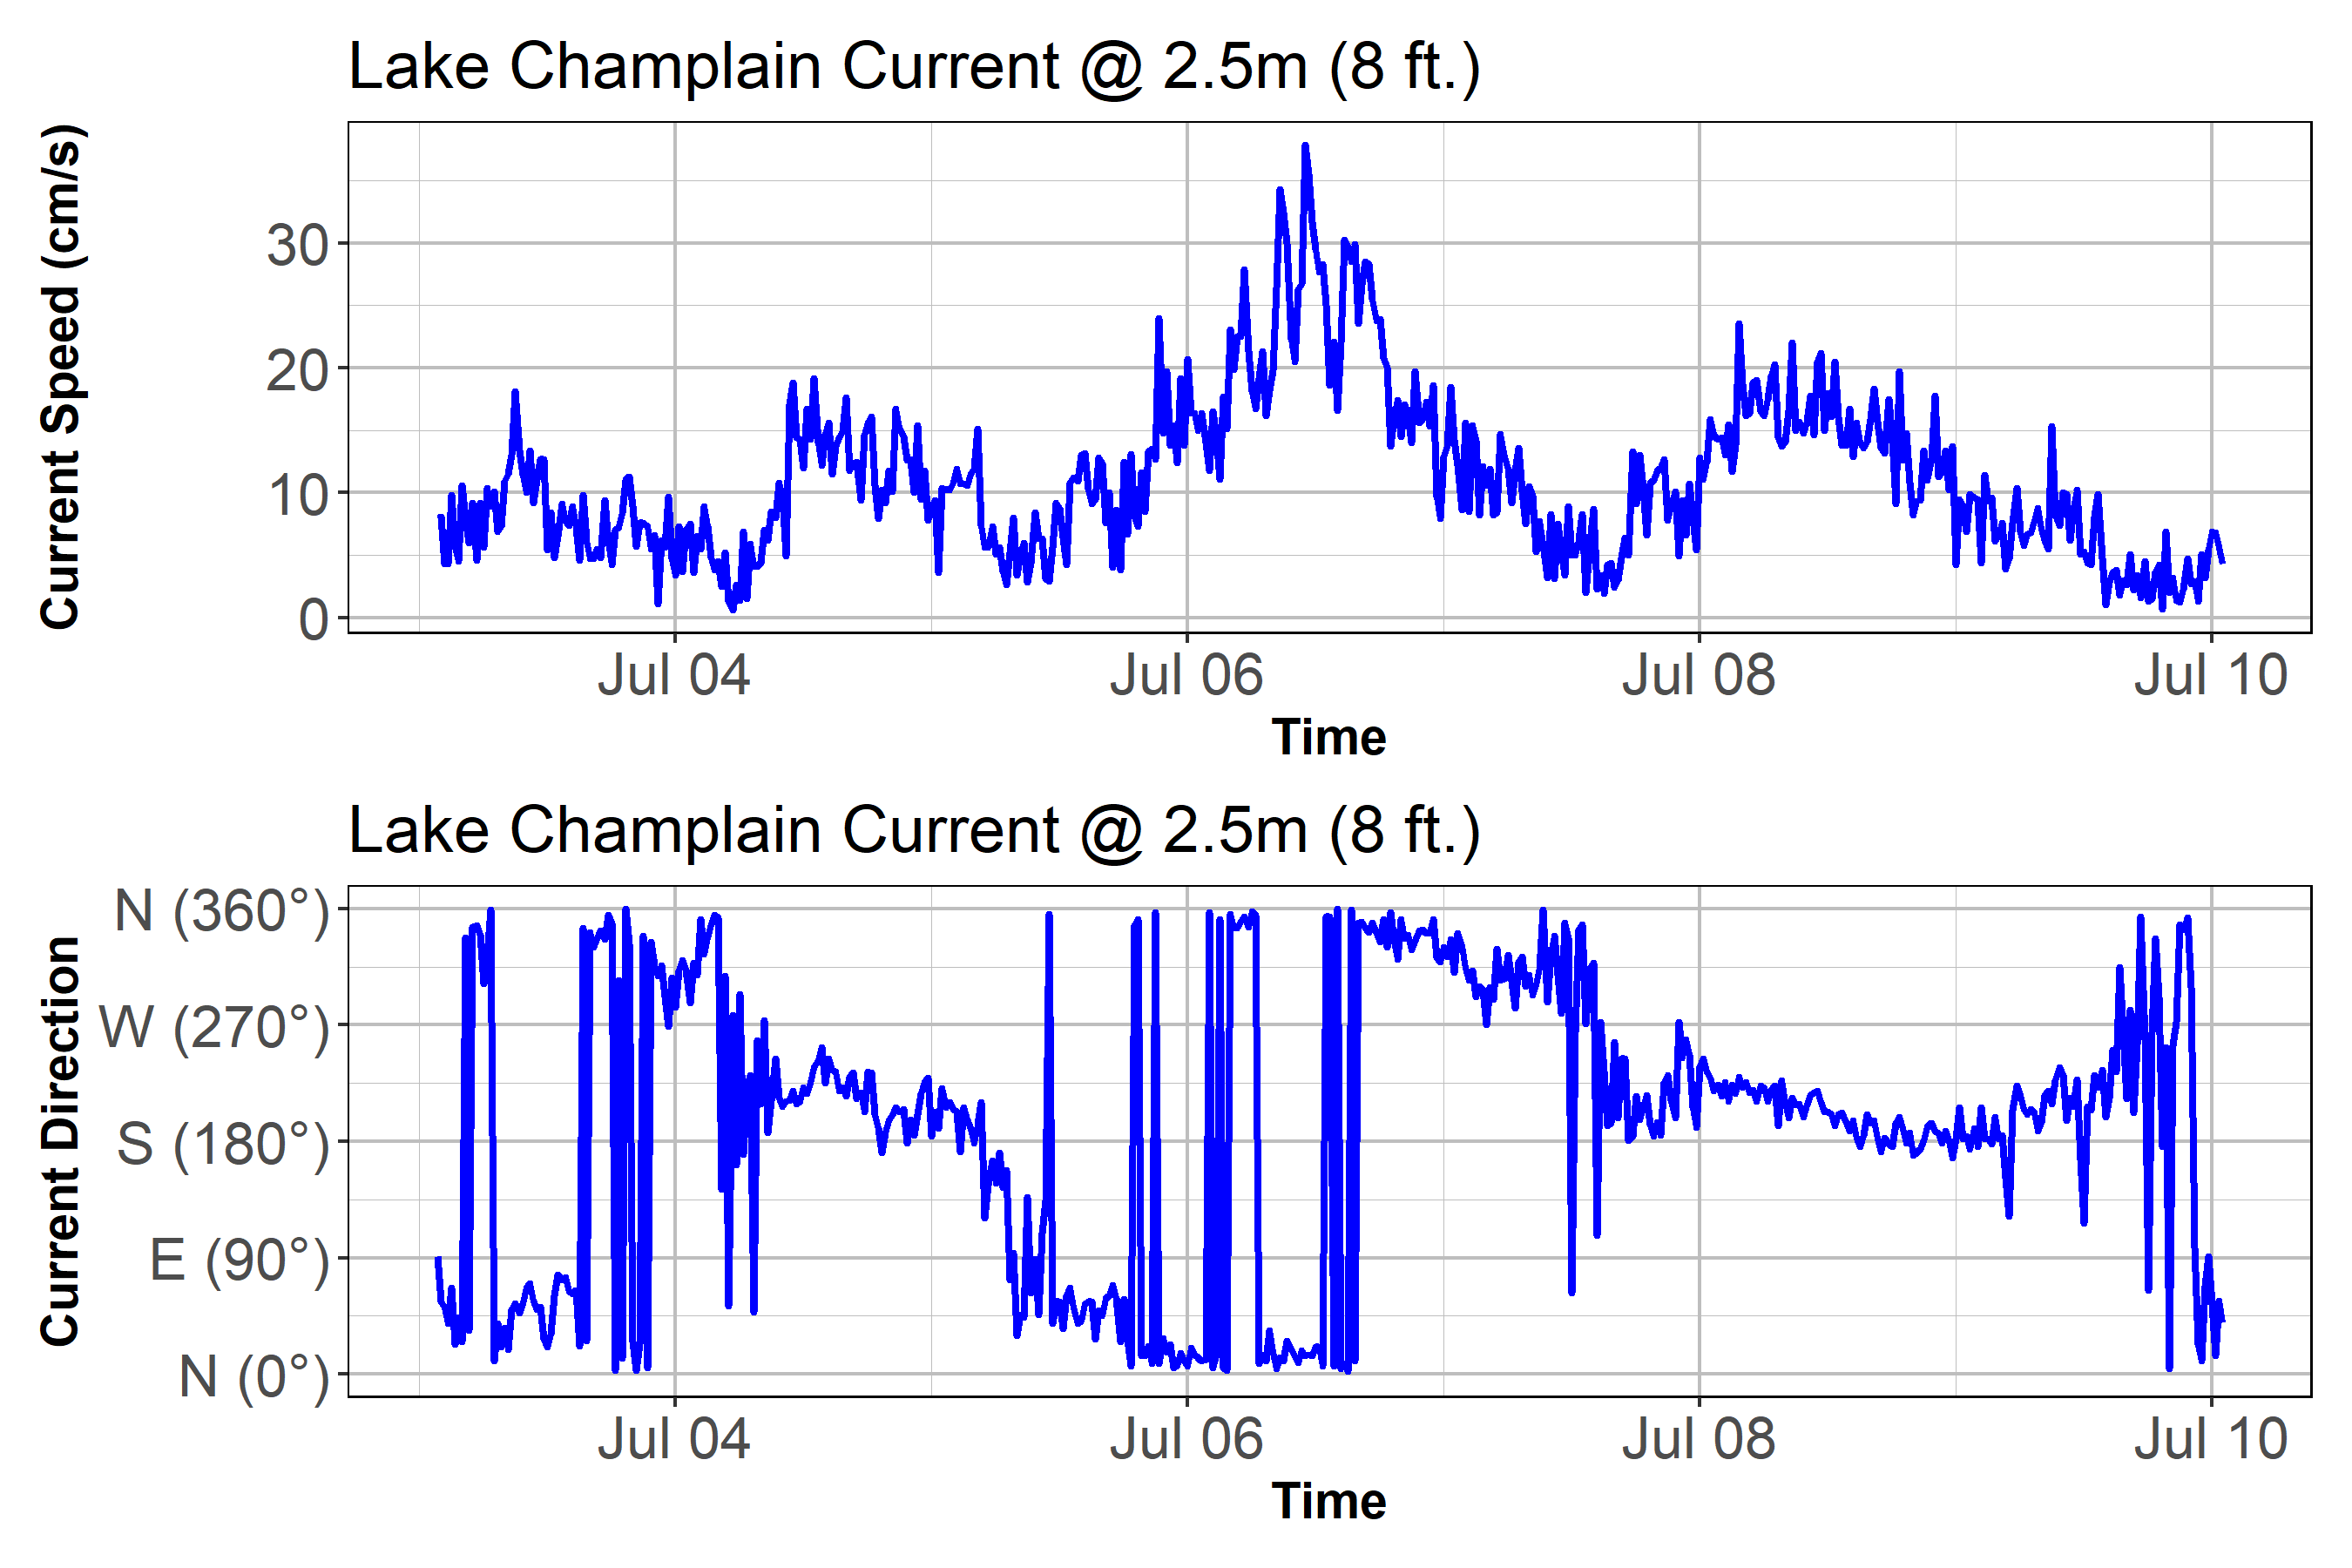 Lake Champlain Current @ 2.5m (8 ft.)
Current Speed (cm/s)
30
20
10
0
Jul 04 Jul 06 Jul 08 Jul 10
Time
Lake Champlain Current @ 2.5m (8 ft.)
Current Direction
N (360°)
W (270°)
S (180°)
E (90°)
N (0°)
Jul 04 Jul 06 Jul 08 Jul 10
Time